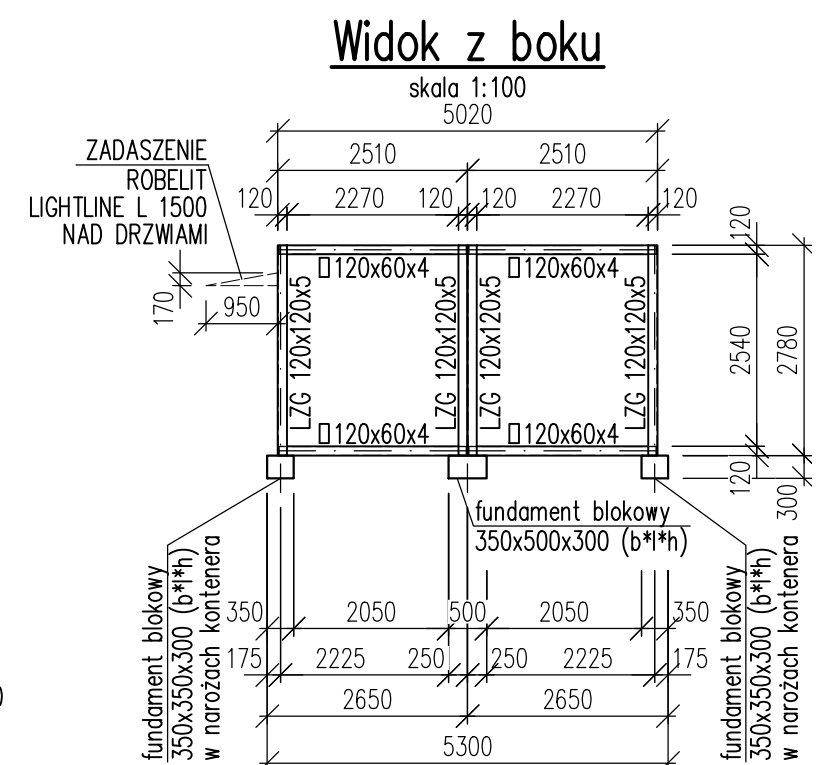 Widok z boku
skala 1:100
5020
2510 2510
120 2270 120 120 2270 120
ZADASZENIE
ROBELIT
LIGHTLINE L 1500
NAD DRZWIAMI
170
950
▯120x60x4 ▯120x60x4
LZG 120x120x5 LZG 120x120x5 LZG 120x120x5 LZG 120x120x5
▯120x60x4 ▯120x60x4
120
2540 2780
120
300
fundament blokowy
350x500x300 (b*l*h)
fundament blokowy
350x350x300 (b*l*h)
w narożach kontenera
fundament blokowy
350x350x300 (b*l*h)
w narożach kontenera
350 2050 500 2050 350
175 2225 250 250 2225 175
2650 2650
5300
)